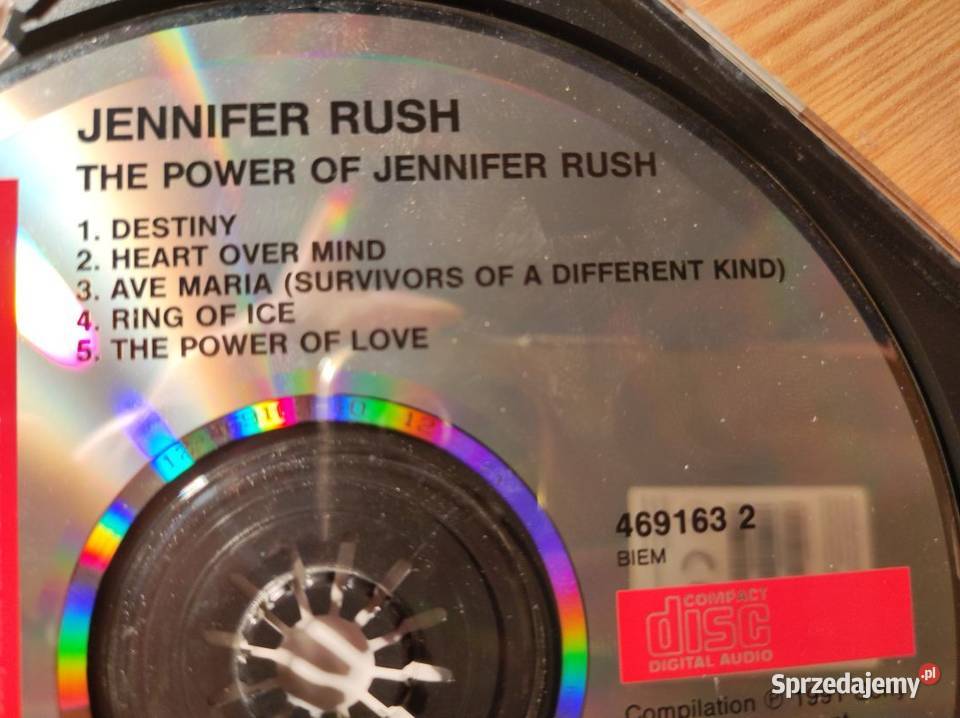 JENNIFER RUSH
THE POWER OF JENNIFER RUSH
1. DESTINY
2. HEART OVER MIND
3. AVE MARIA (SURVIVORS OF A DIFFERENT KIND)
4. RING OF ICE
5. THE POWER OF LOVE
469163 2
BIEM
COMPACT
disc
DIGITAL AUDIO
Compilation ℗ 1991
Sprzedajemy.pl